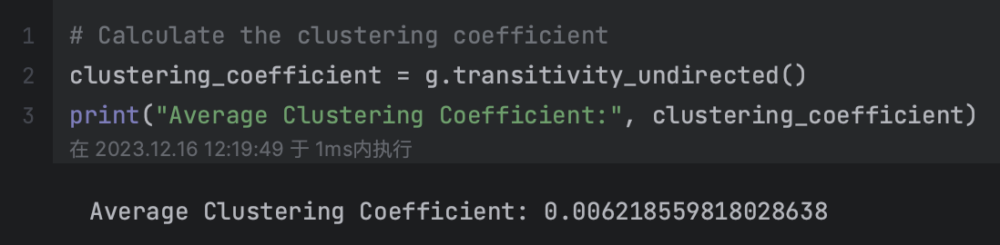 1 # Calculate the clustering coefficient
2 clustering_coefficient = g.transitivity_undirected()
3 print("Average Clustering Coefficient:", clustering_coefficient)
在 2023.12.16 12:19:49 于 1ms内执行
Average Clustering Coefficient: 0.006218559818028638